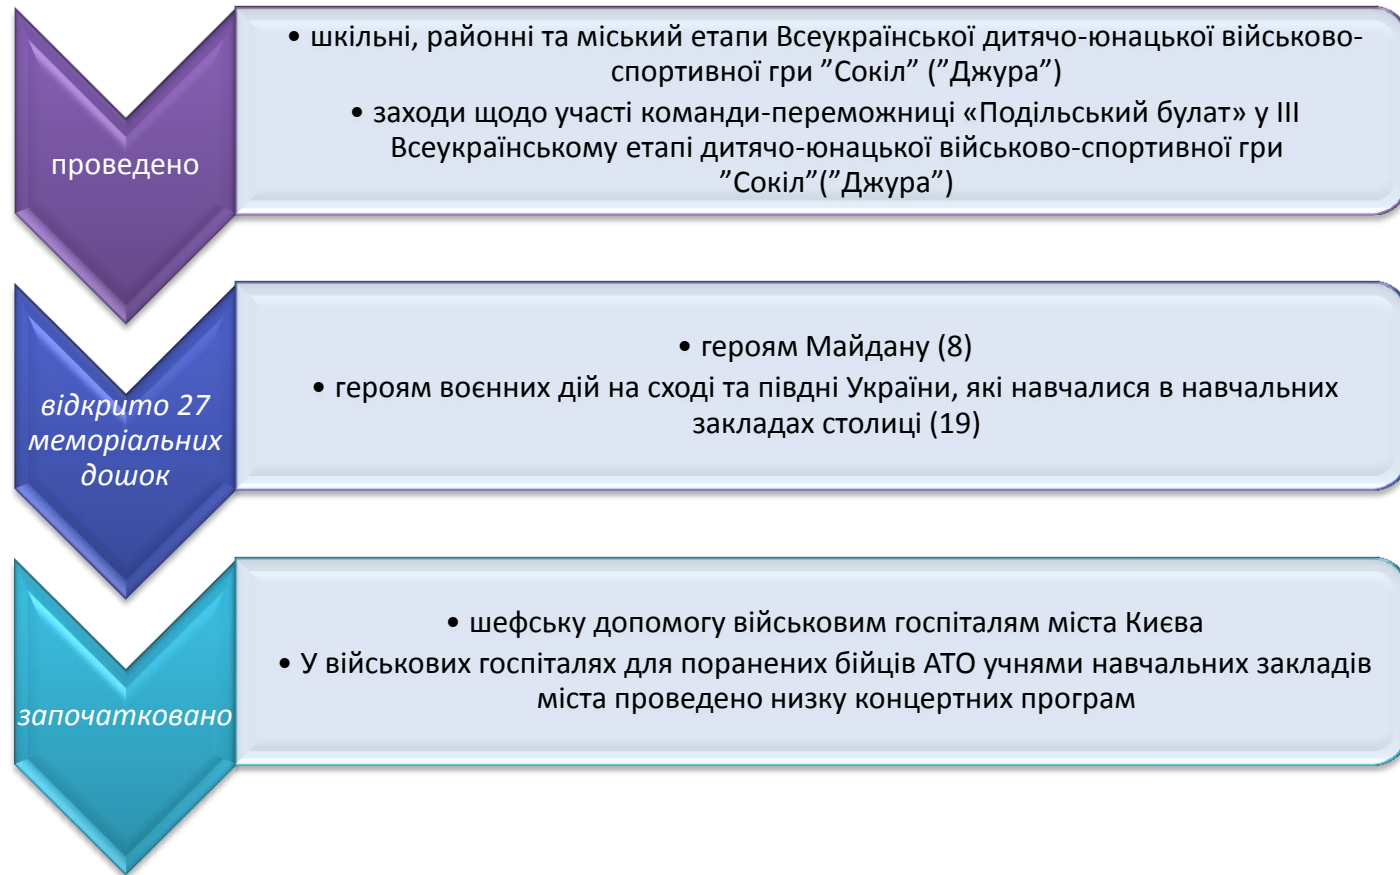 проведено
• шкільні, районні та міський етапи Всеукраїнської дитячо-юнацької військово-
спортивної гри ”Сокіл” (”Джура”)
• заходи щодо участі команди-переможниці «Подільський булат» у ІІІ
Всеукраїнському етапі дитячо-юнацької військово-спортивної гри
”Сокіл”(”Джура”)
відкрито 27
меморіальних
дошок
• героям Майдану (8)
• героям воєнних дій на сході та півдні України, які навчалися в навчальних
закладах столиці (19)
започатковано
• шефську допомогу військовим госпіталям міста Києва
• У військових госпіталях для поранених бійців АТО учнями навчальних закладів
міста проведено низку концертних програм